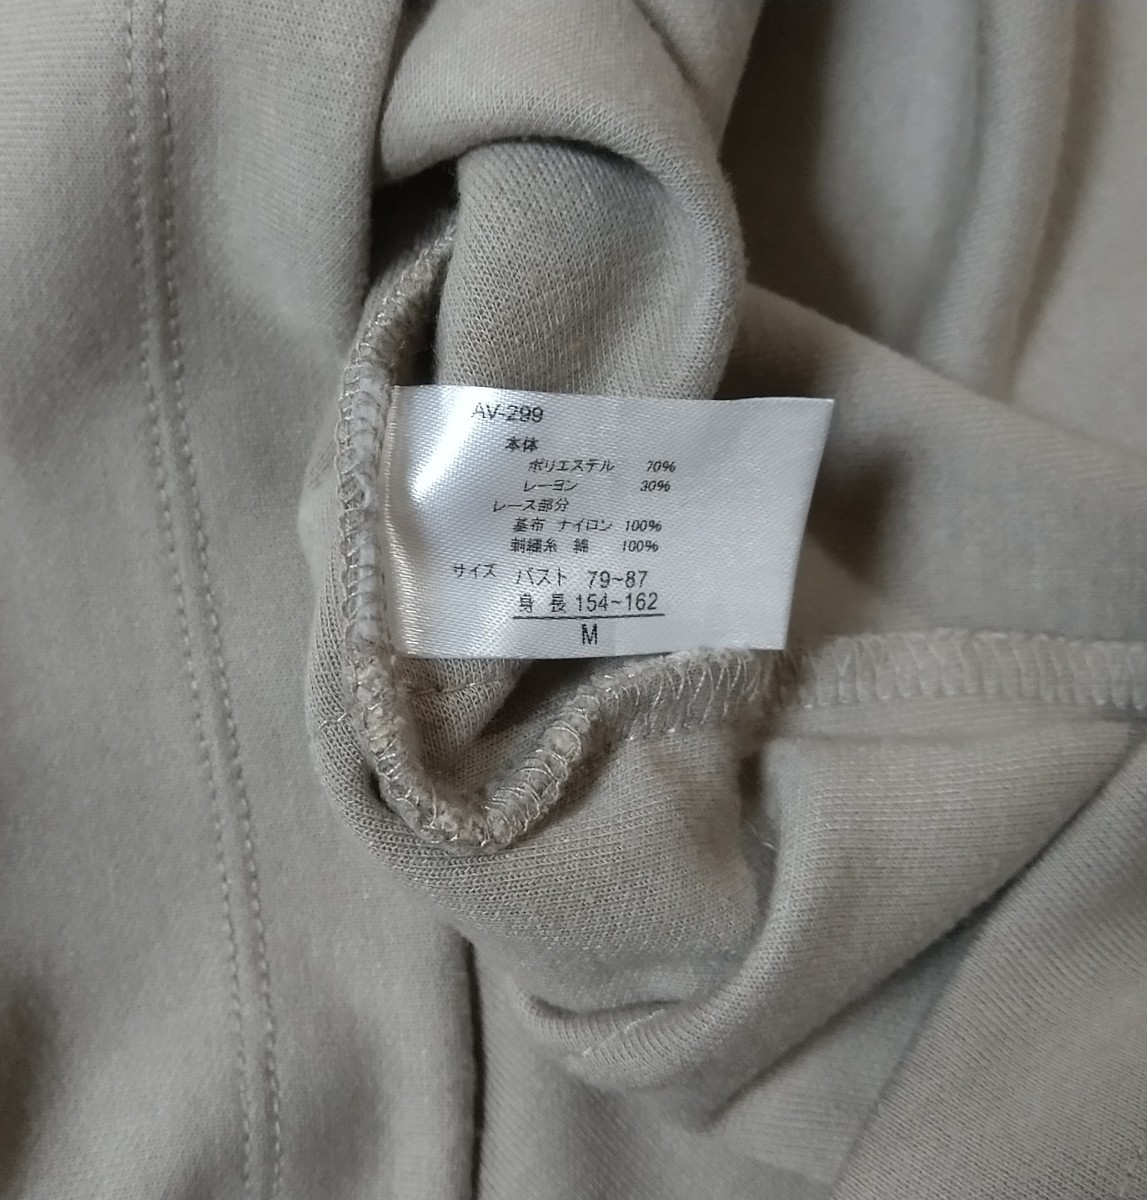 AV-299
本体
ポリエステル 70%
レーヨン 30%
レース部分
基布 ナイロン 100%
刺繍糸 綿 100%
サイズ バスト 79~87
身長 154~162
M